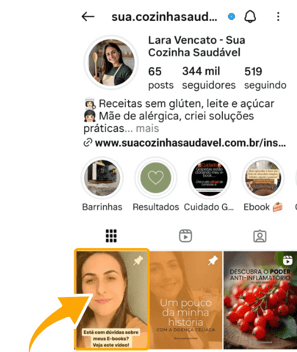 sua.cozinhasaud...
Lara Vencato - Sua
Cozinha Saudável
65 344 mil 519
posts seguidores seguindo
Receitas sem glúten, leite e açúcar
Mãe de alérgica, criei soluções
práticas... mais
www.suacozinhasaudavel.com.br/ins...
Barrinhas Resultados Cuidado G... Ebook
Está com dúvidas sobre
meus E-books?
Veja este vídeo!
Um pouco
da minha
história
COM A DOENÇA CELÍACA
DESCUBRA O PODER
ANTI-INFLAMATÓRIO